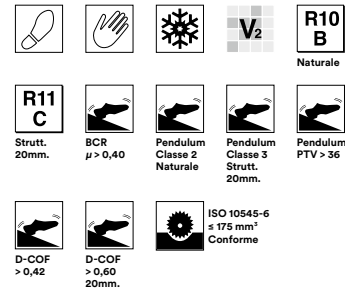 V2
R10
B
Naturale
R11
C
Strutt.
20mm.
BCR
μ > 0,40
Pendulum
Classe 2
Naturale
Pendulum
Classe 3
Strutt.
20mm.
Pendulum
PTV > 36
D-COF
> 0,42
D-COF
> 0,60
20mm.
ISO 10545-6
≤ 175 mm³
Conforme